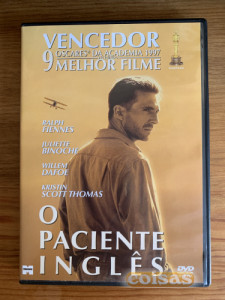 VENCEDOR
9 OSCARES® DA ACADEMIA 1997
MELHOR FILME
RALPH
FIENNES
JULIETTE
BINOCHE
WILLEM
DAFOE
KRISTIN
SCOTT THOMAS
O
PACIENTE
INGLÊS
coisas
DVD